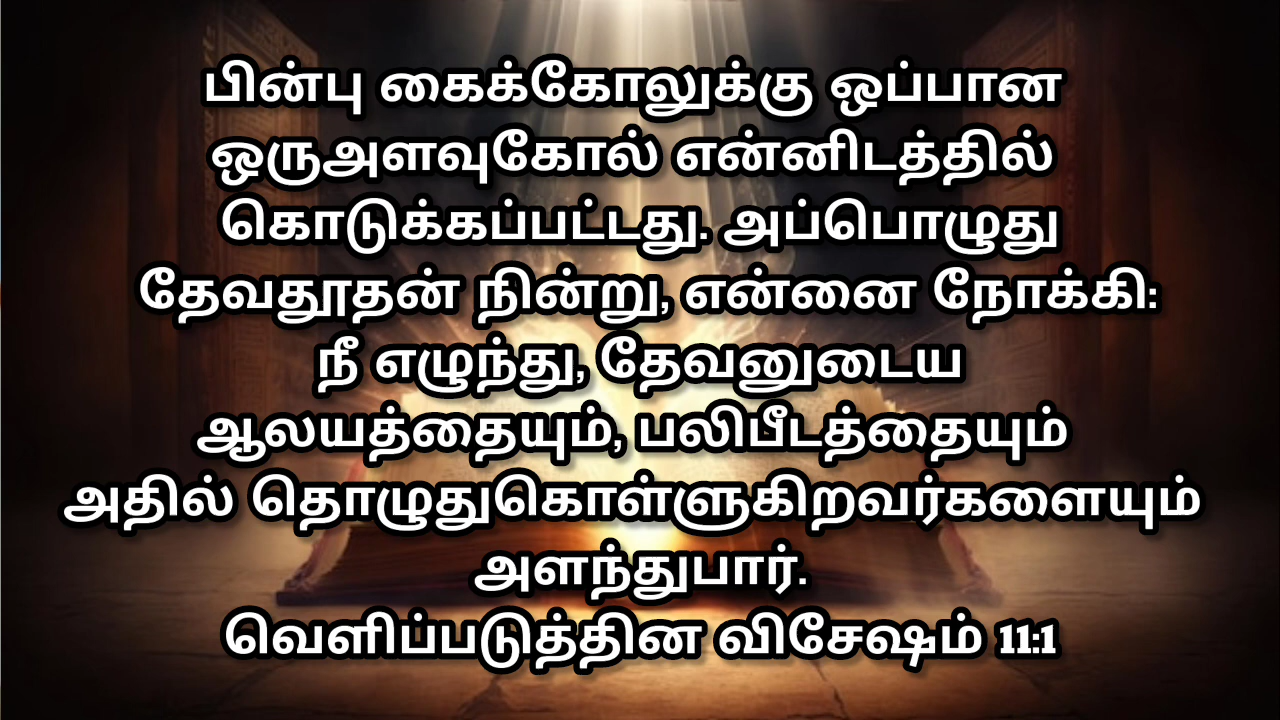 பின்பு கைக்கோலுக்கு ஒப்பான
ஒருஅளவுகோல் என்னிடத்தில்
கொடுக்கப்பட்டது. அப்பொழுது
தேவதூதன் நின்று, என்னை நோக்கி:
நீ எழுந்து, தேவனுடைய
ஆலயத்தையும், பலிபீடத்தையும்
அதில் தொழுதுகொள்ளுகிறவர்களையும்
அளந்துபார்.
வெளிப்படுத்தின விசேஷம் 11:1